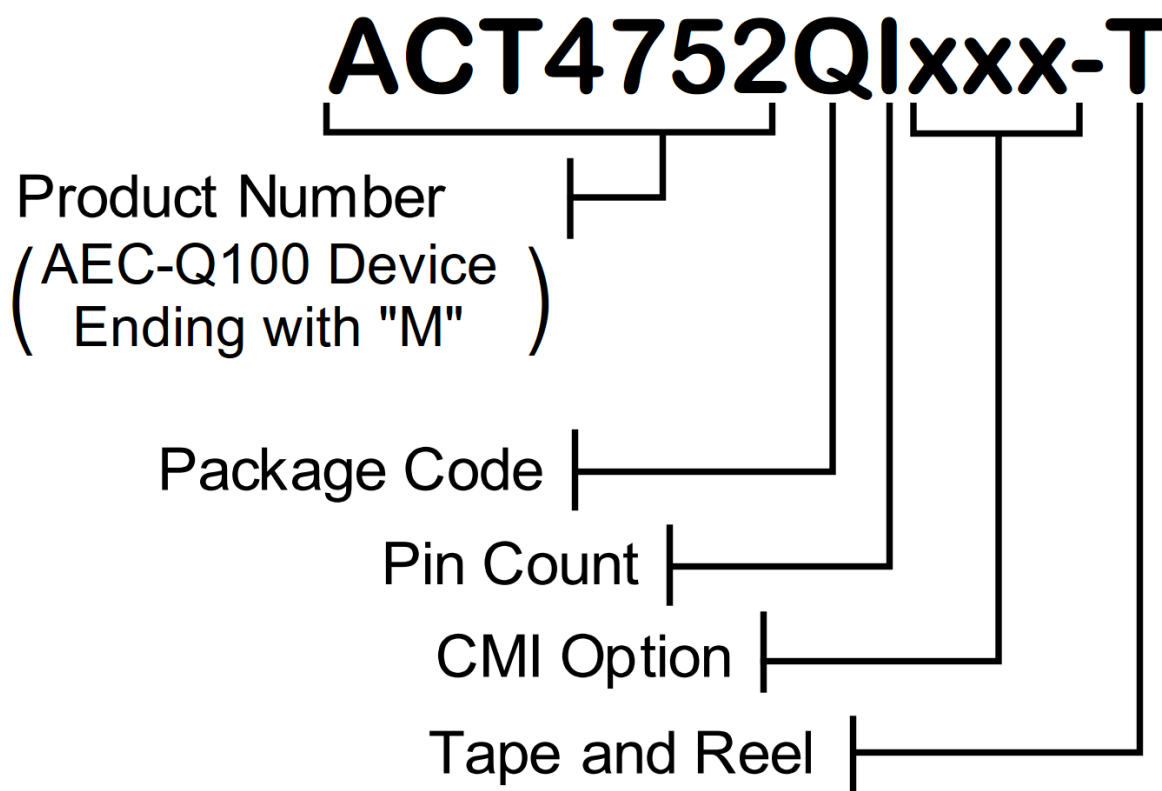 ACT4752QIxxx-T
Product Number
(AEC-Q100 Device
Ending with "M")
Package Code
Pin Count
CMI Option
Tape and Reel